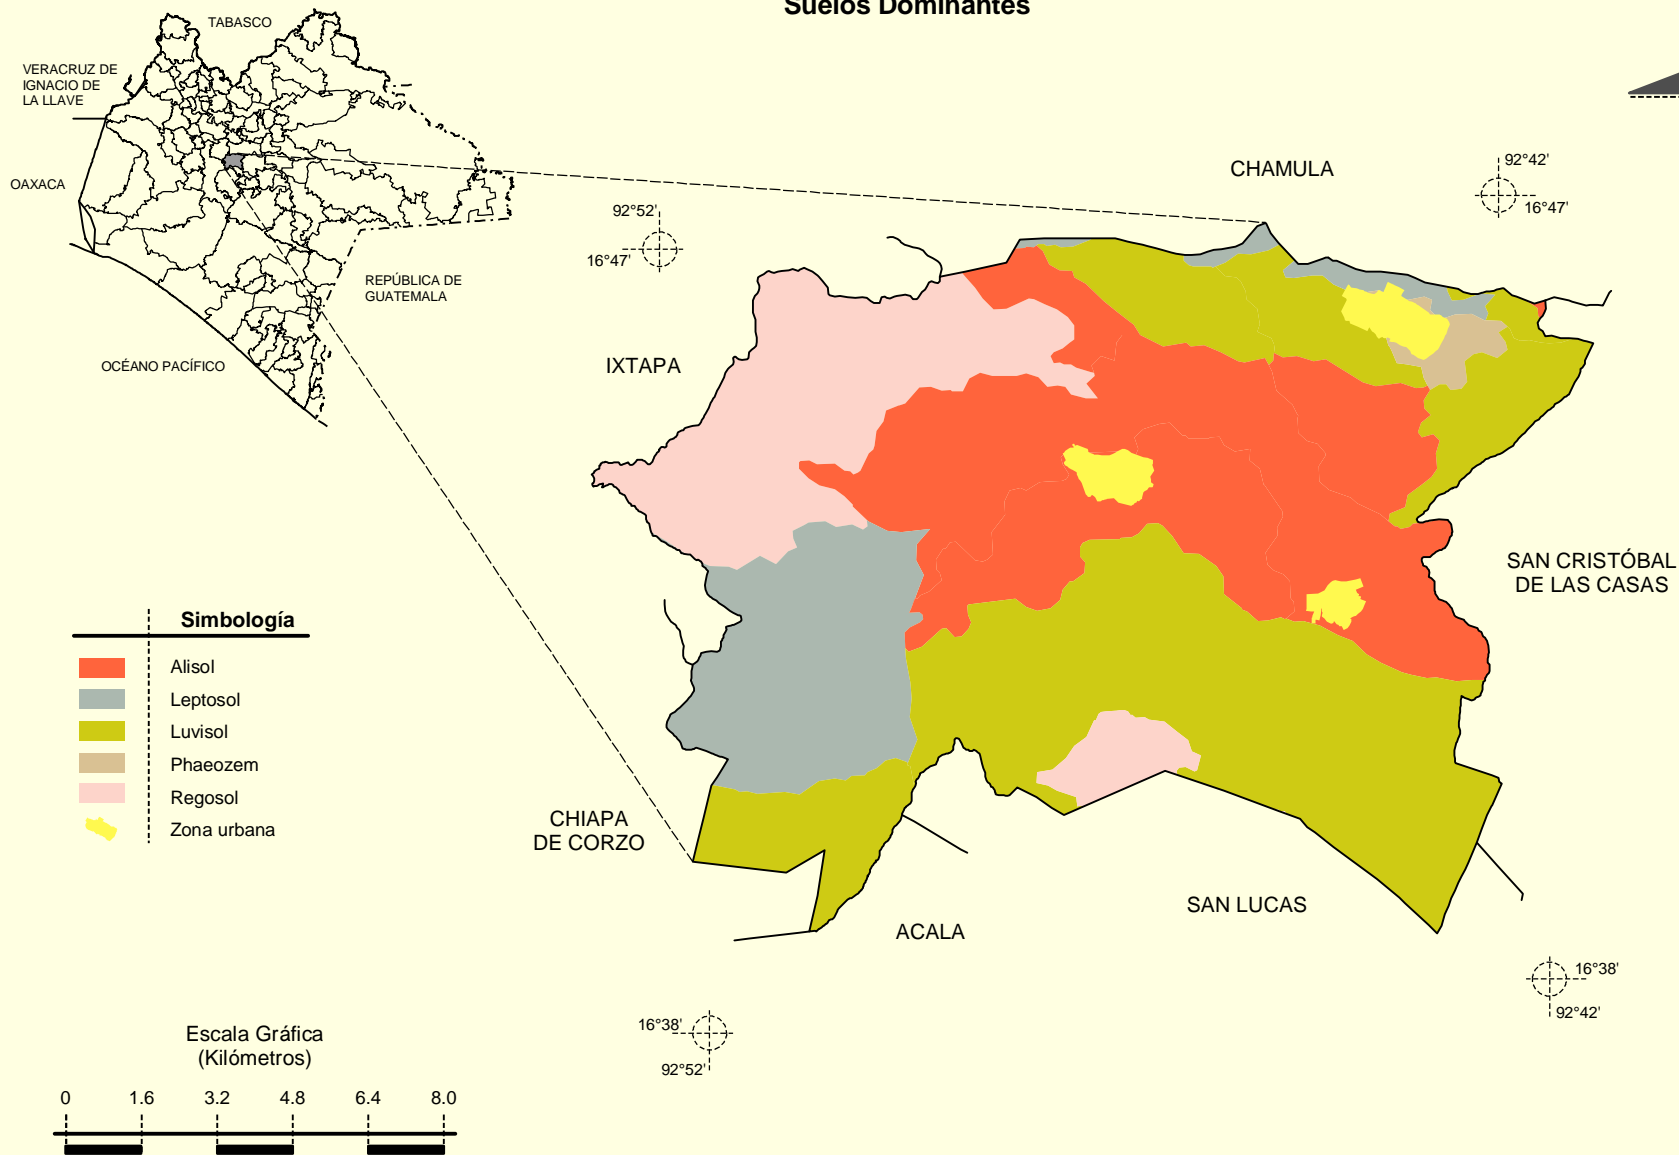 Suelos Dominantes
TABASCO
VERACRUZ DE
IGNACIO DE
LA LLAVE
OAXACA
REPÚBLICA DE
GUATEMALA
OCÉANO PACÍFICO
CHAMULA
92°42'
16°47'
92°52'
16°47'
IXTAPA
SAN CRISTÓBAL
DE LAS CASAS
Simbología
Alisol
Leptosol
Luvisol
Phaeozem
Regosol
Zona urbana
CHIAPA
DE CORZO
SAN LUCAS
ACALA
16°38'
92°42'
16°38'
92°52'
Escala Gráfica
(Kilómetros)
0 1.6 3.2 4.8 6.4 8.0